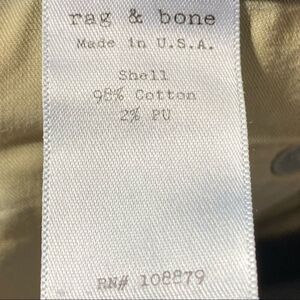 rag & bone
Made in U.S.A.
Shell
98% Cotton
2% PU
RN# 108879